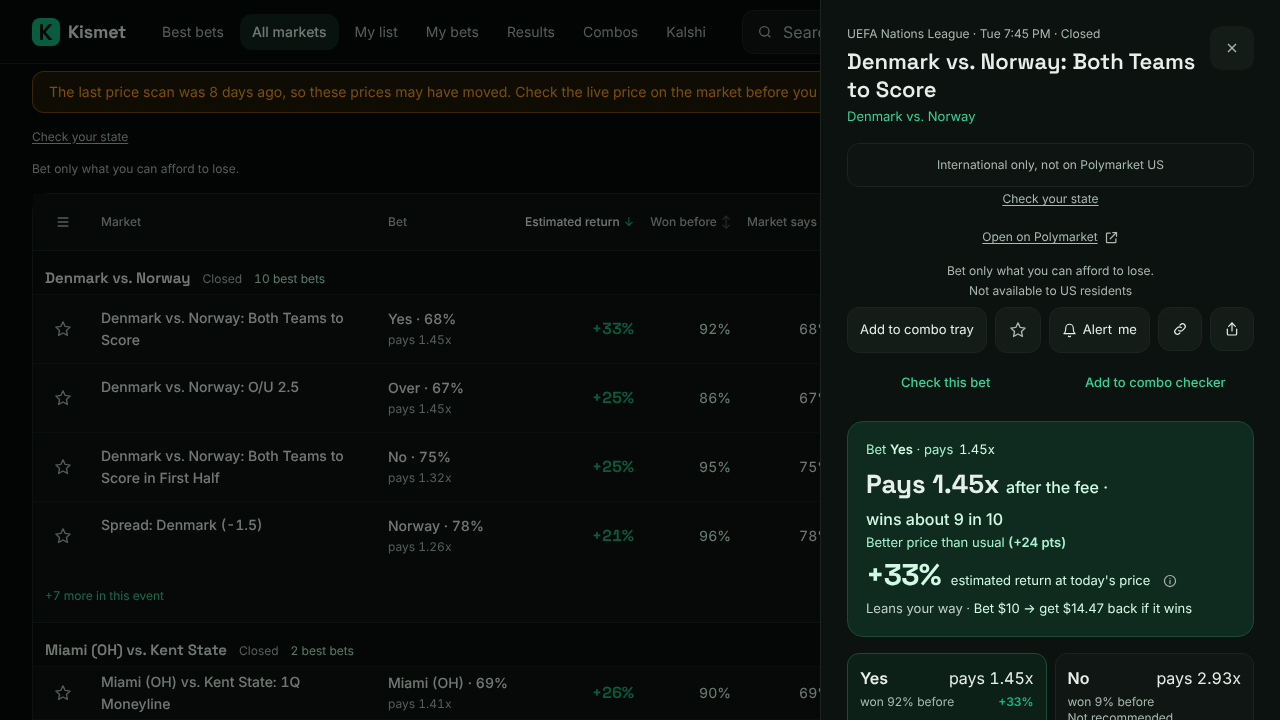 Kismet
Best bets
All markets
My list
My bets
Results
Combos
Kalshi
Searc
The last price scan was 8 days ago, so these prices may have moved. Check the live price on the market before you
Check your state
Bet only what you can afford to lose.
Market Bet Estimated return ↓ Won before Market says
Denmark vs. Norway Closed 10 best bets
Denmark vs. Norway: Both Teams to
Score
Yes · 68%
pays 1.45x
+33% 92% 68%
Denmark vs. Norway: O/U 2.5
Over · 67%
pays 1.45x
+25% 86% 67%
Denmark vs. Norway: Both Teams to
Score in First Half
No · 75%
pays 1.32x
+25% 95% 75%
Spread: Denmark (-1.5)
Norway · 78%
pays 1.26x
+21% 96% 78%
+7 more in this event
Miami (OH) vs. Kent State Closed 2 best bets
Miami (OH) vs. Kent State: 1Q
Moneyline
Miami (OH) · 69%
pays 1.41x
+26% 90% 69%
UEFA Nations League · Tue 7:45 PM · Closed
Denmark vs. Norway: Both Teams
to Score
Denmark vs. Norway
International only, not on Polymarket US
Check your state
Open on Polymarket
Bet only what you can afford to lose.
Not available to US residents
Add to combo tray
Alert me
Check this bet
Add to combo checker
Bet Yes · pays 1.45x
Pays 1.45x after the fee ·
wins about 9 in 10
Better price than usual (+24 pts)
+33% estimated return at today's price
Leans your way · Bet $10 → get $14.47 back if it wins
Yes pays 1.45x
won 92% before +33%
No pays 2.93x
won 9% before
Not recommended